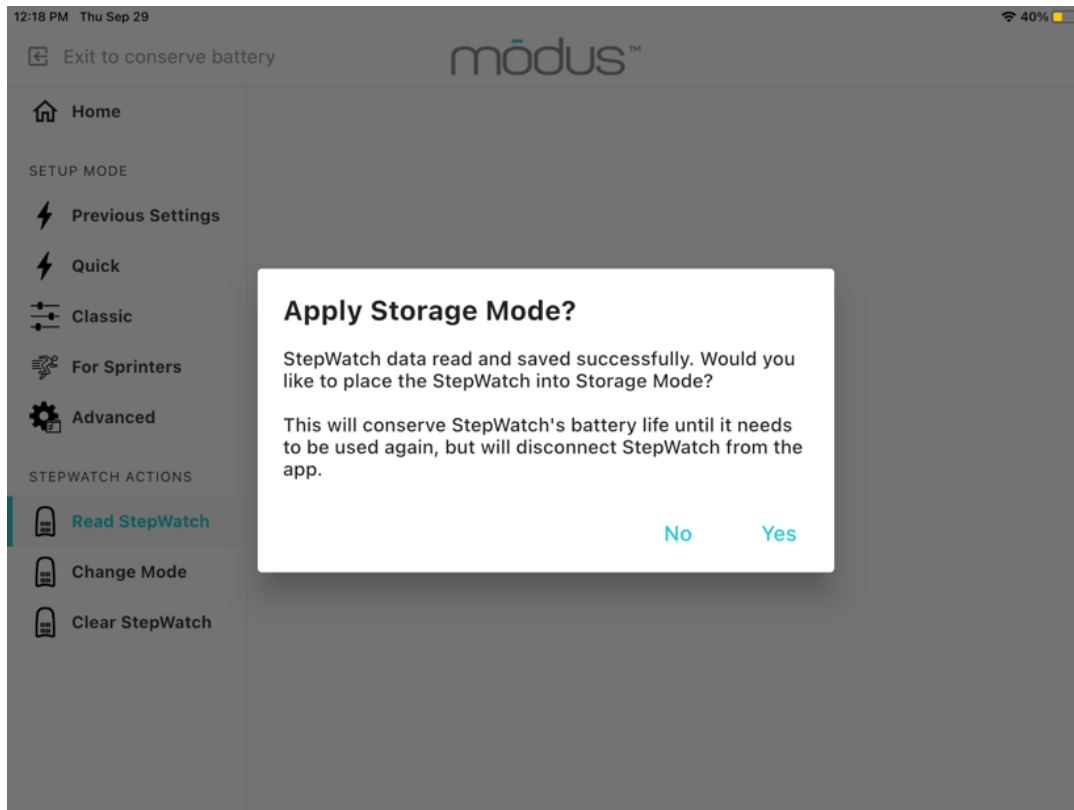 12:18 PM Thu Sep 29
40%
Exit to conserve battery
mōdus™
Home
SETUP MODE
Previous Settings
Quick
Classic
For Sprinters
Advanced
STEPWATCH ACTIONS
Read StepWatch
Change Mode
Clear StepWatch
Apply Storage Mode?
StepWatch data read and saved successfully. Would you
like to place the StepWatch into Storage Mode?
This will conserve StepWatch's battery life until it needs
to be used again, but will disconnect StepWatch from the
app.
No Yes